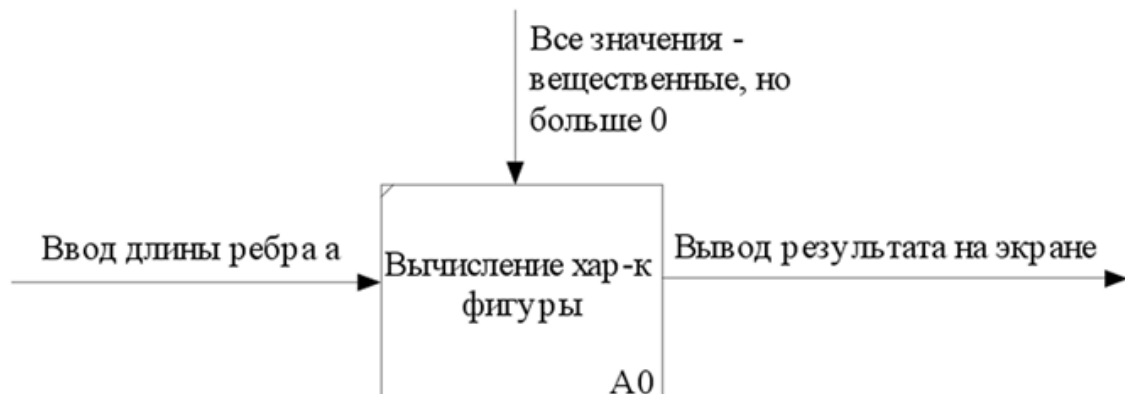 Все значения -
вещественные, но
больше 0
Ввод длины ребра а
Вычисление хар-к
фигуры
Вывод результата на экране
А0